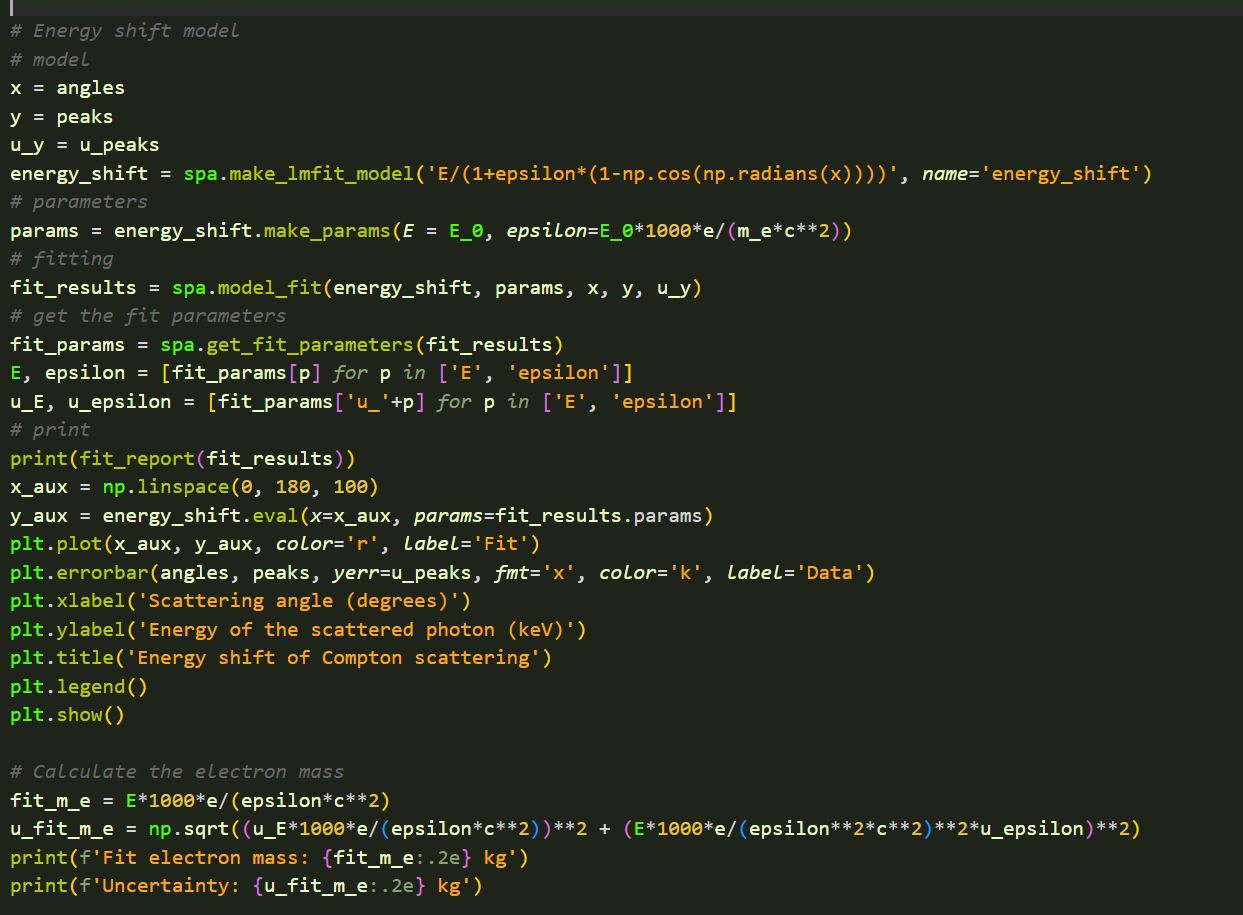 # Energy shift model
# model
x = angles
y = peaks
u_y = u_peaks
energy_shift = spa.make_lmfit_model('E/(1+epsilon*(1-np.cos(np.radians(x))))', name='energy_shift')
# parameters
params = energy_shift.make_params(E = E_0, epsilon=E_0*1000*e/(m_e*c**2))
# fitting
fit_results = spa.model_fit(energy_shift, params, x, y, u_y)
# get the fit parameters
fit_params = spa.get_fit_parameters(fit_results)
E, epsilon = [fit_params[p] for p in ['E', 'epsilon']]
u_E, u_epsilon = [fit_params['u_'+p] for p in ['E', 'epsilon']]
# print
print(fit_report(fit_results))
x_aux = np.linspace(0, 180, 100)
y_aux = energy_shift.eval(x=x_aux, params=fit_results.params)
plt.plot(x_aux, y_aux, color='r', label='Fit')
plt.errorbar(angles, peaks, yerr=u_peaks, fmt='x', color='k', label='Data')
plt.xlabel('Scattering angle (degrees)')
plt.ylabel('Energy of the scattered photon (keV)')
plt.title('Energy shift of Compton scattering')
plt.legend()
plt.show()
# Calculate the electron mass
fit_m_e = E*1000*e/(epsilon*c**2)
u_fit_m_e = np.sqrt((u_E*1000*e/(epsilon*c**2))**2 + (E*1000*e/(epsilon**2*c**2)**2*u_epsilon)**2)
print(f'Fit electron mass: {fit_m_e:.2e} kg')
print(f'Uncertainty: {u_fit_m_e:.2e} kg')